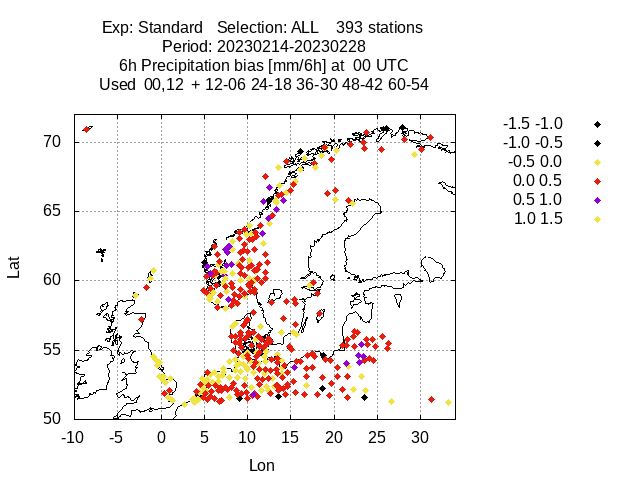 Exp: Standard   Selection: ALL    393 stations
Period: 20230214-20230228
6h Precipitation bias [mm/6h] at  00 UTC
Used  00,12  + 12-06 24-18 36-30 48-42 60-54
-1.5 -1.0
-1.0 -0.5
-0.5 0.0
0.0 0.5
0.5 1.0
1.0 1.5
70
65
60
55
50
Lat
-10 -5 0 5 10 15 20 25 30
Lon